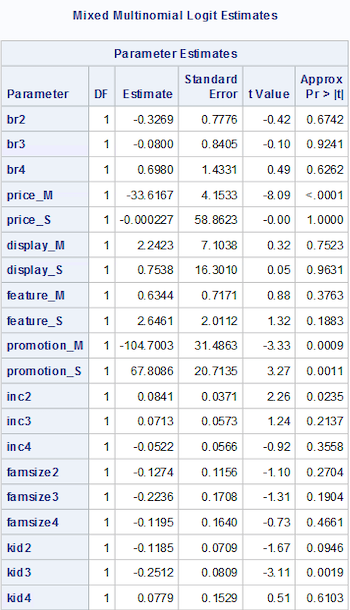 Mixed Multinomial Logit Estimates
Parameter Estimates
Parameter DF Estimate Standard Error t Value Approx Pr > |t|
br2 1 -0.3269 0.7776 -0.42 0.6742
br3 1 -0.0800 0.8405 -0.10 0.9241
br4 1 0.6980 1.4331 0.49 0.6262
price_M 1 -33.6167 4.1533 -8.09 <.0001
price_S 1 -0.000227 58.8623 -0.00 1.0000
display_M 1 2.2423 7.1038 0.32 0.7523
display_S 1 0.7538 16.3010 0.05 0.9631
feature_M 1 0.6344 0.7171 0.88 0.3763
feature_S 1 2.6461 2.0112 1.32 0.1883
promotion_M 1 -104.7003 31.4863 -3.33 0.0009
promotion_S 1 67.8086 20.7135 3.27 0.0011
inc2 1 0.0841 0.0371 2.26 0.0235
inc3 1 0.0713 0.0573 1.24 0.2137
inc4 1 -0.0522 0.0566 -0.92 0.3558
famsize2 1 -0.1274 0.1156 -1.10 0.2704
famsize3 1 -0.2236 0.1708 -1.31 0.1904
famsize4 1 -0.1195 0.1640 -0.73 0.4661
kid2 1 -0.1185 0.0709 -1.67 0.0946
kid3 1 -0.2512 0.0809 -3.11 0.0019
kid4 1 0.0779 0.1529 0.51 0.6103